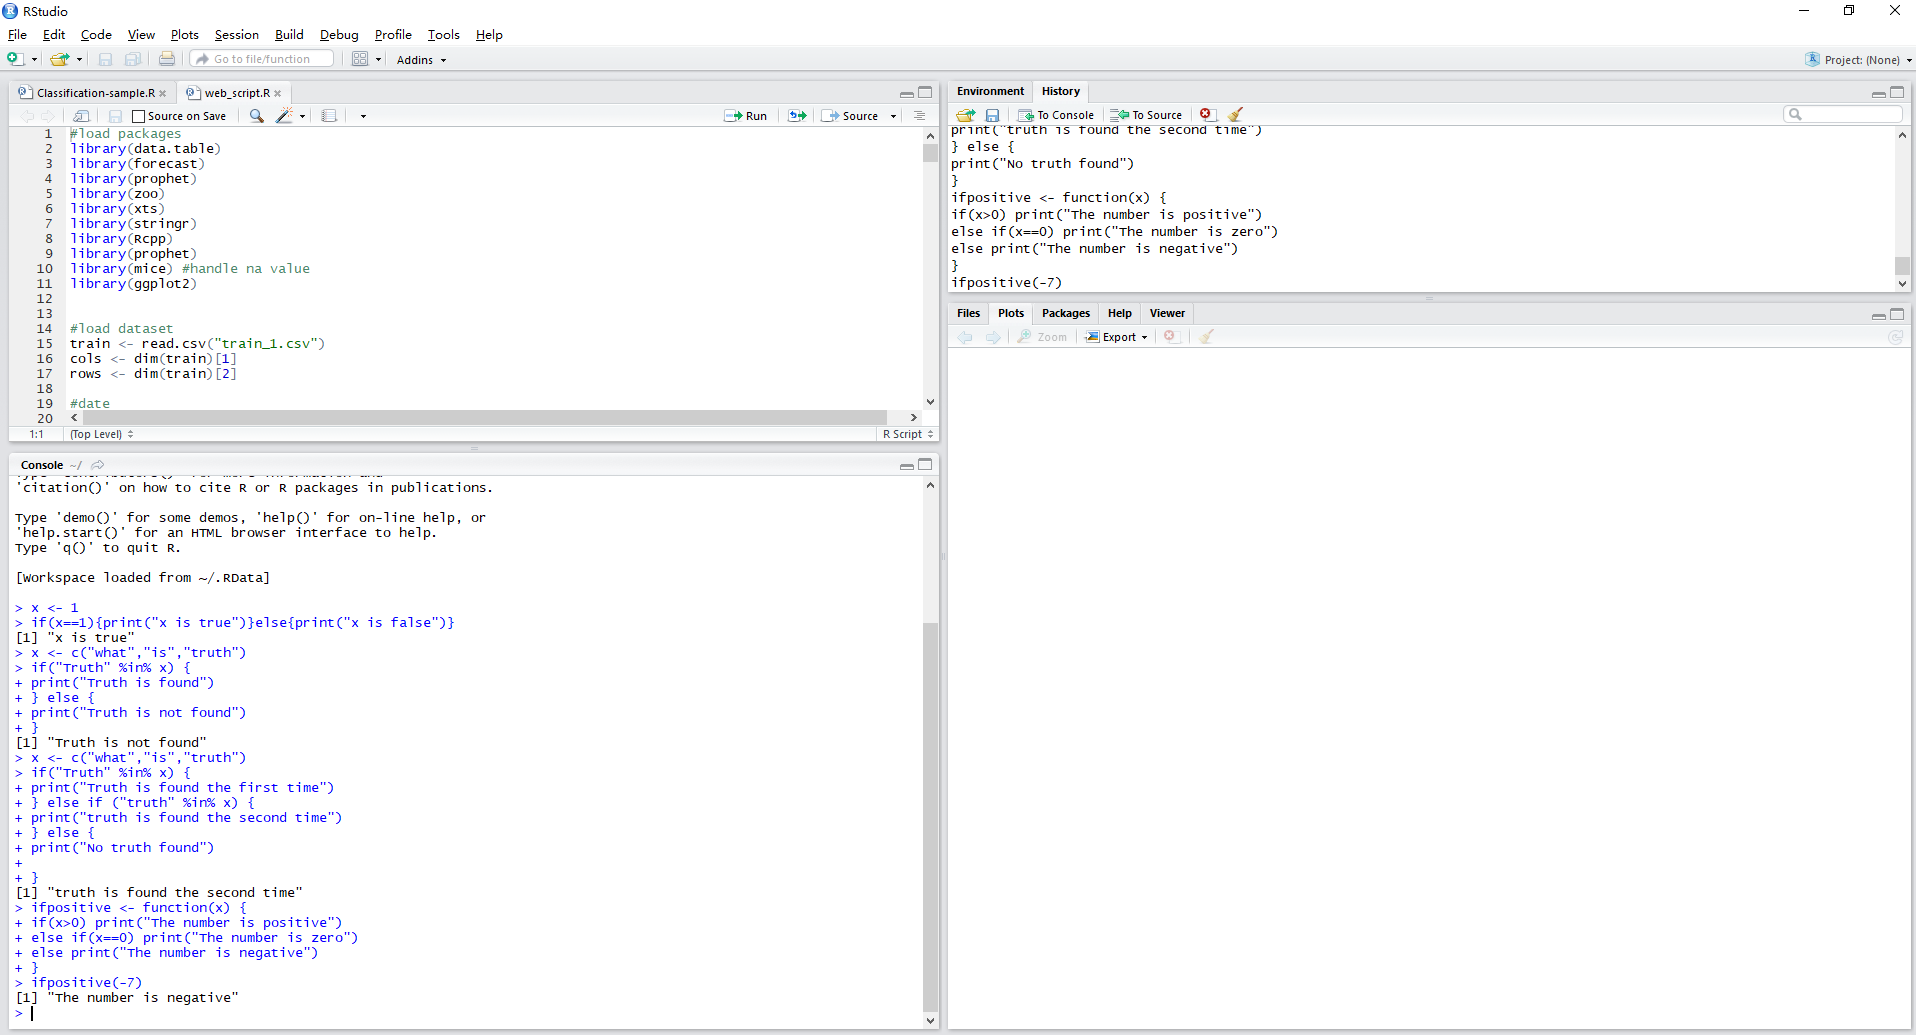 RStudio
File Edit Code View Plots Session Build Debug Profile Tools Help
Go to file/function Addins Project: (None)
Classification-sample.R web_script.R
Source on Save Run Source
1 #load packages
2 library(data.table)
3 library(forecast)
4 library(prophet)
5 library(zoo)
6 library(xts)
7 library(stringr)
8 library(Rcpp)
9 library(prophet)
10 library(mice) #handle na value
11 library(ggplot2)
12
13
14 #load dataset
15 train <- read.csv("train_1.csv")
16 cols <- dim(train)[1]
17 rows <- dim(train)[2]
18
19 #date
20
1:1 (Top Level) R Script
Console ~/
'citation()' on how to cite R or R packages in publications.
Type 'demo()' for some demos, 'help()' for on-line help, or
'help.start()' for an HTML browser interface to help.
Type 'q()' to quit R.
[Workspace loaded from ~/.RData]
> x <- 1
> if(x==1){print("x is true")}else{print("x is false")}
[1] "x is true"
> x <- c("what","is","truth")
> if("Truth" %in% x) {
+ print("Truth is found")
+ } else {
+ print("Truth is not found")
+ }
[1] "Truth is not found"
> x <- c("what","is","truth")
> if("Truth" %in% x) {
+ print("Truth is found the first time")
+ } else if ("truth" %in% x) {
+ print("truth is found the second time")
+ } else {
+ print("No truth found")
+
+ }
[1] "truth is found the second time"
> ifpositive <- function(x) {
+ if(x>0) print("The number is positive")
+ else if(x==0) print("The number is zero")
+ else print("The number is negative")
+ }
> ifpositive(-7)
[1] "The number is negative"
>
Environment History
To Console To Source
print("truth is found the second time")
} else {
print("No truth found")
}
ifpositive <- function(x) {
if(x>0) print("The number is positive")
else if(x==0) print("The number is zero")
else print("The number is negative")
}
ifpositive(-7)
Files Plots Packages Help Viewer
Zoom Export